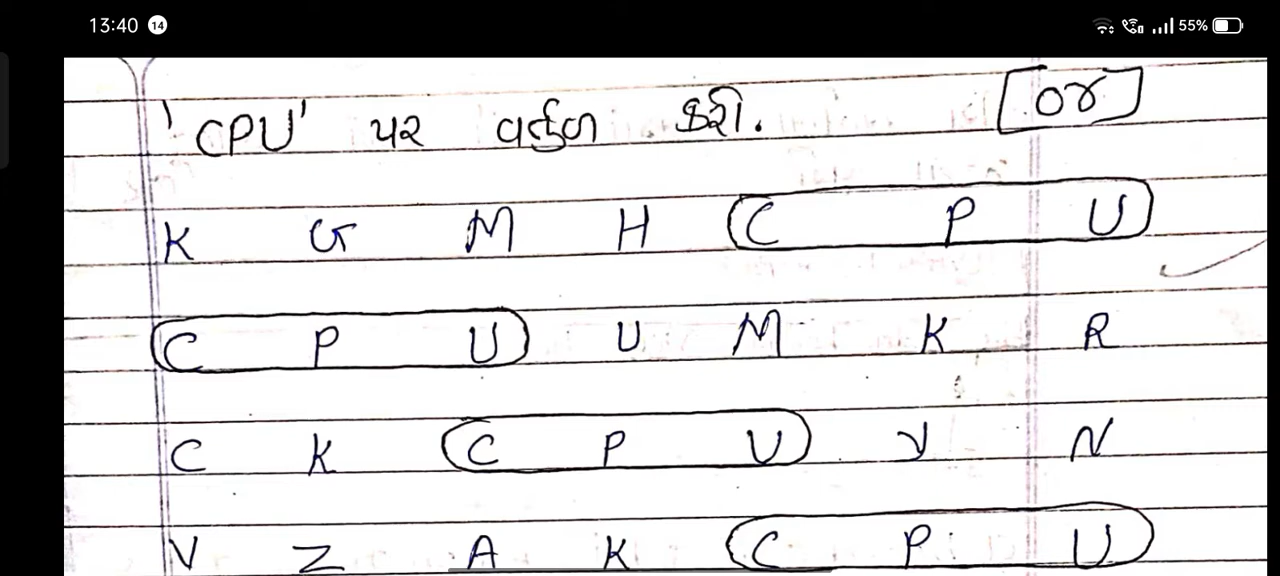 13:40 14 55%
'CPU' પર વર્તુળ કરો. ૦૪
K G M H C P U
C P U U M K R
C K C P U Y N
V Z A K C P U